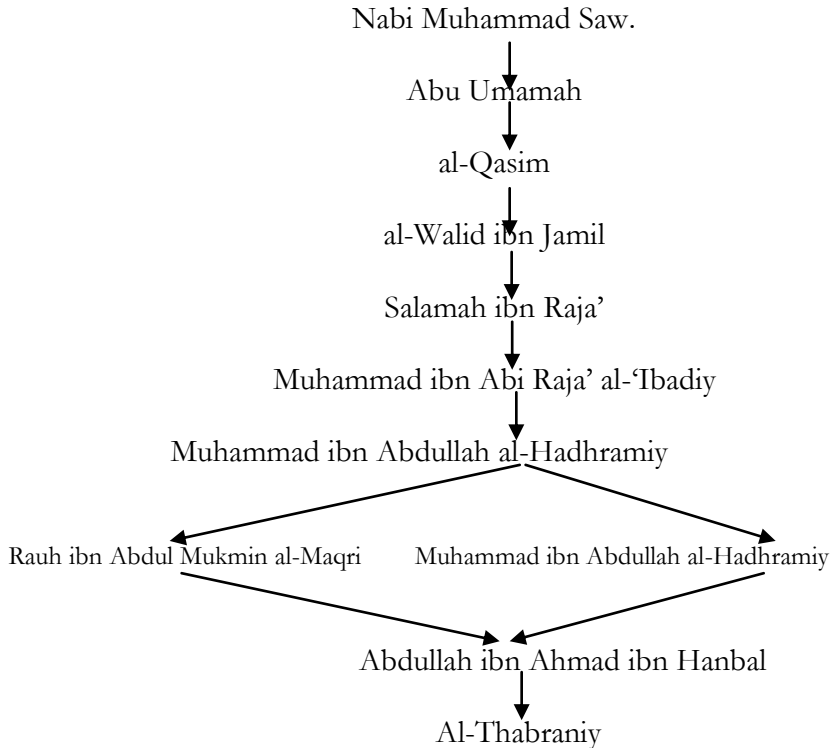 Nabi Muhammad Saw.
Abu Umamah
al-Qasim
al-Walid ibn Jamil
Salamah ibn Raja’
Muhammad ibn Abi Raja’ al-‘Ibadiy
Muhammad ibn Abdullah al-Hadhramiy
Rauh ibn Abdul Mukmin al-Maqri
Muhammad ibn Abdullah al-Hadhramiy
Abdullah ibn Ahmad ibn Hanbal
Al-Thabraniy